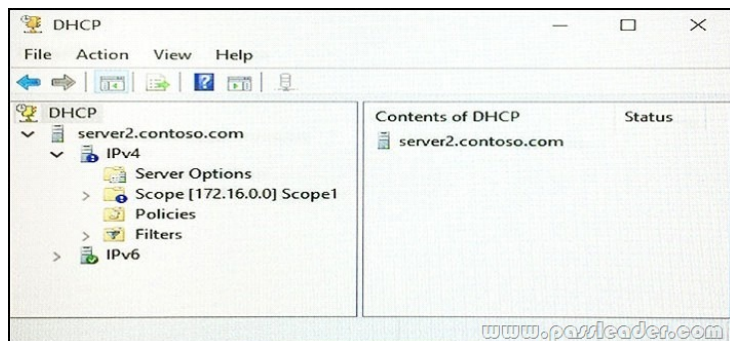 DHCP
File Action View Help
DHCP
server2.contoso.com
IPv4
Server Options
Scope [172.16.0.0] Scope1
Policies
Filters
IPv6
Contents of DHCP Status
server2.contoso.com
www.passleader.com